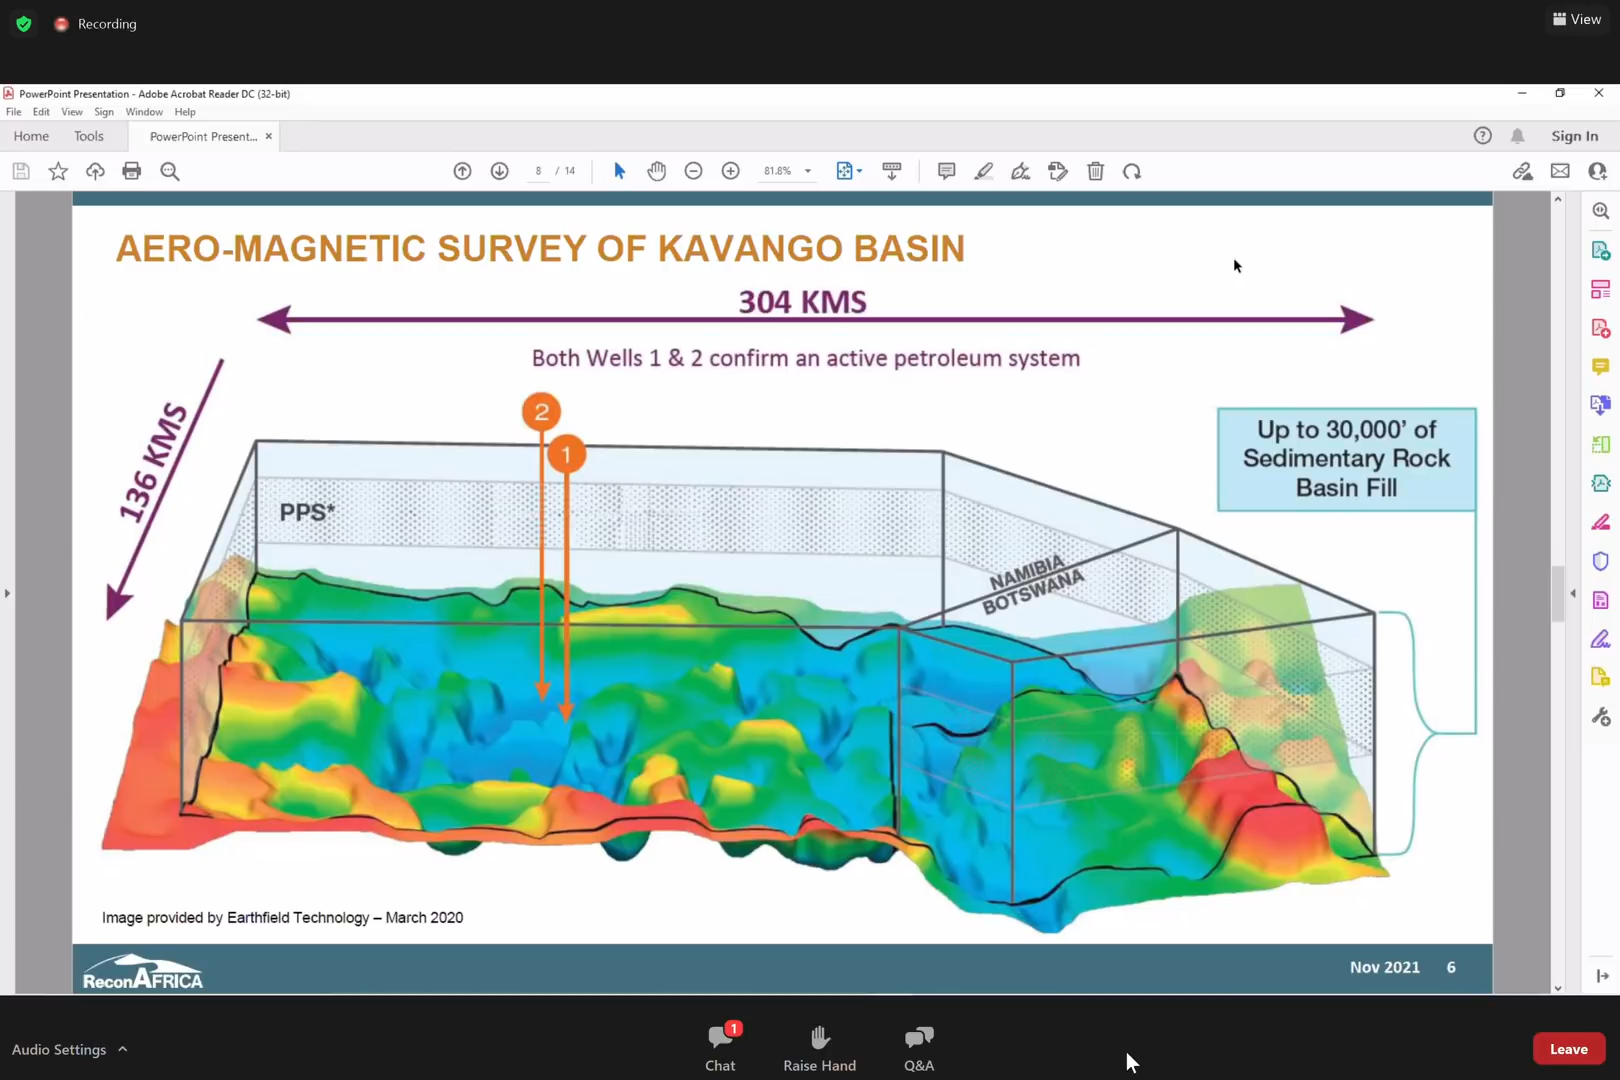 Recording
View
PowerPoint Presentation - Adobe Acrobat Reader DC (32-bit)
File Edit View Sign Window Help
Home Tools PowerPoint Present... ×
Sign In
8 / 14
81.8%
AERO-MAGNETIC SURVEY OF KAVANGO BASIN
304 KMS
Both Wells 1 & 2 confirm an active petroleum system
136 KMS
2
1
Up to 30,000’ of
Sedimentary Rock
Basin Fill
PPS*
NAMIBIA
BOTSWANA
Image provided by Earthfield Technology – March 2020
ReconAFRICA
Nov 2021 6
Audio Settings
1
Chat
Raise Hand
Q&A
Leave